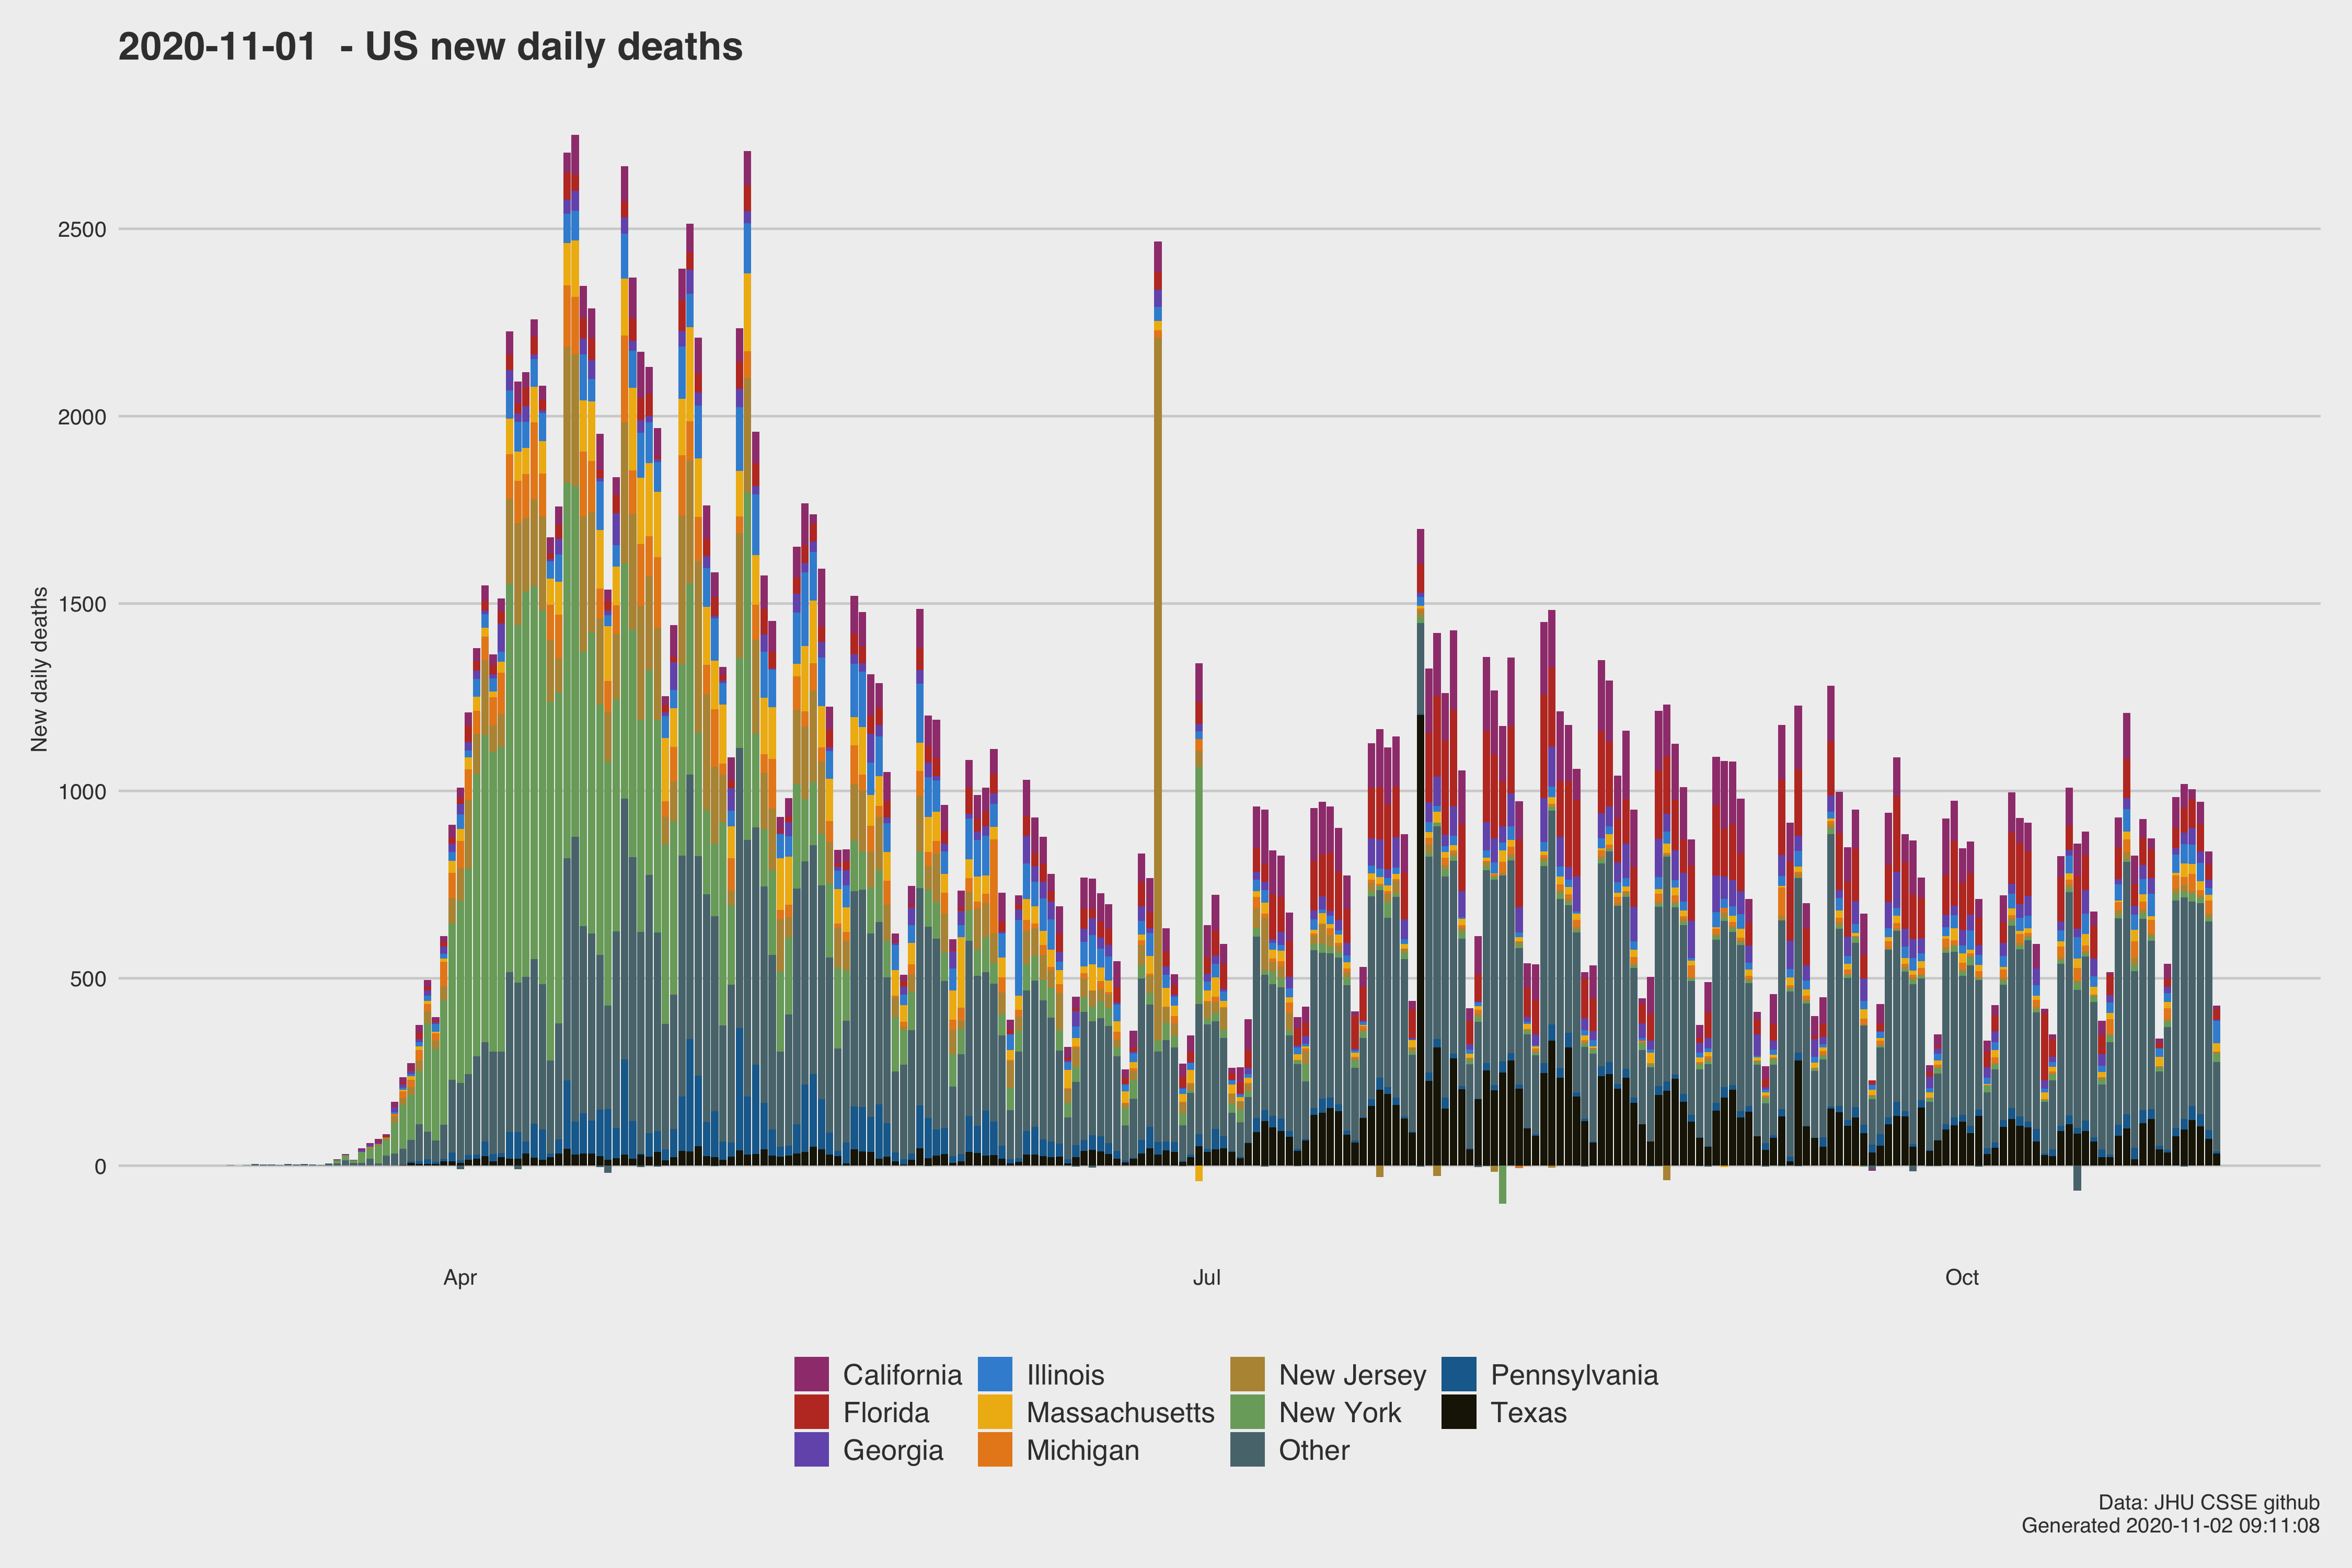 2020-11-01  - US new daily deaths
New daily deaths
2500
2000
1500
1000
500
0
Apr
Jul
Oct
California
Illinois
New Jersey
Pennsylvania
Florida
Massachusetts
New York
Texas
Georgia
Michigan
Other
Data: JHU CSSE github
Generated 2020-11-02 09:11:08